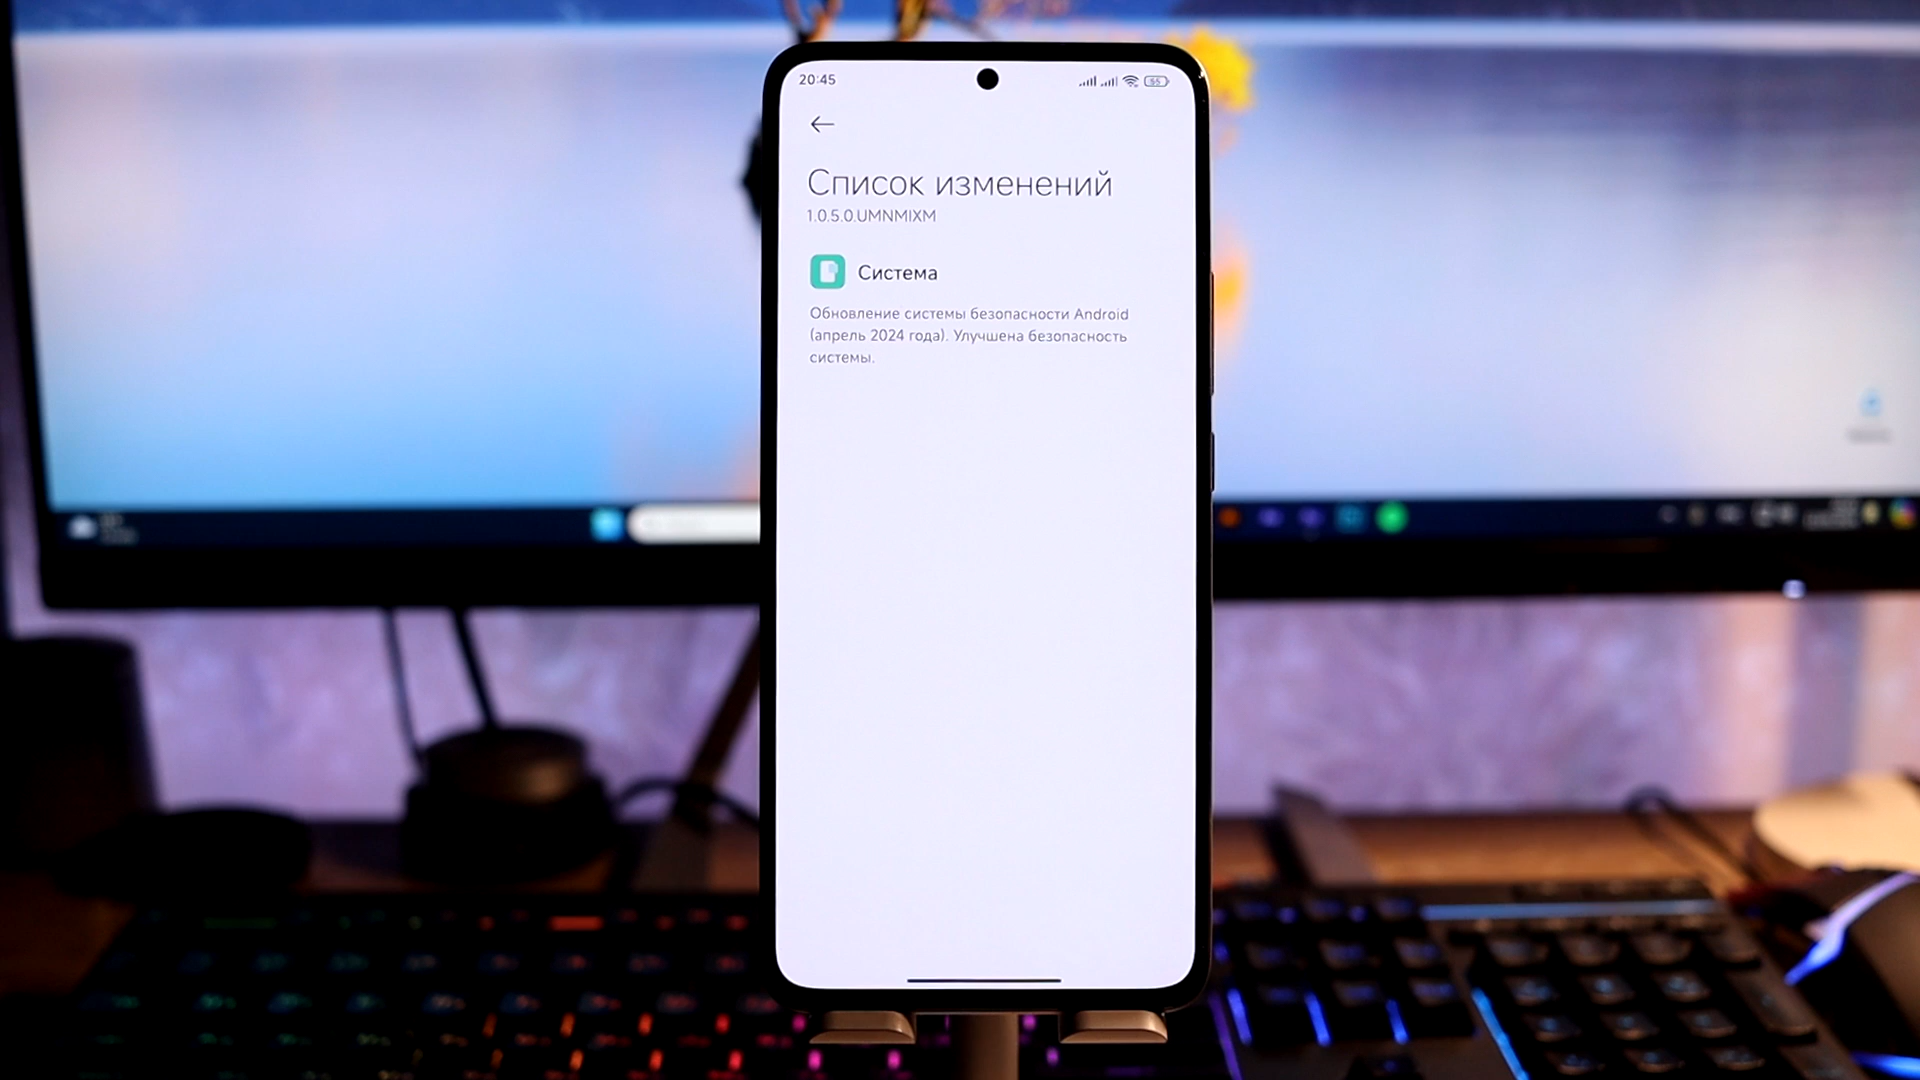 20:45
55
Список изменений
1.0.5.0.UMNMIXM
Система
Обновление системы безопасности Android
(апрель 2024 года). Улучшена безопасность
системы.